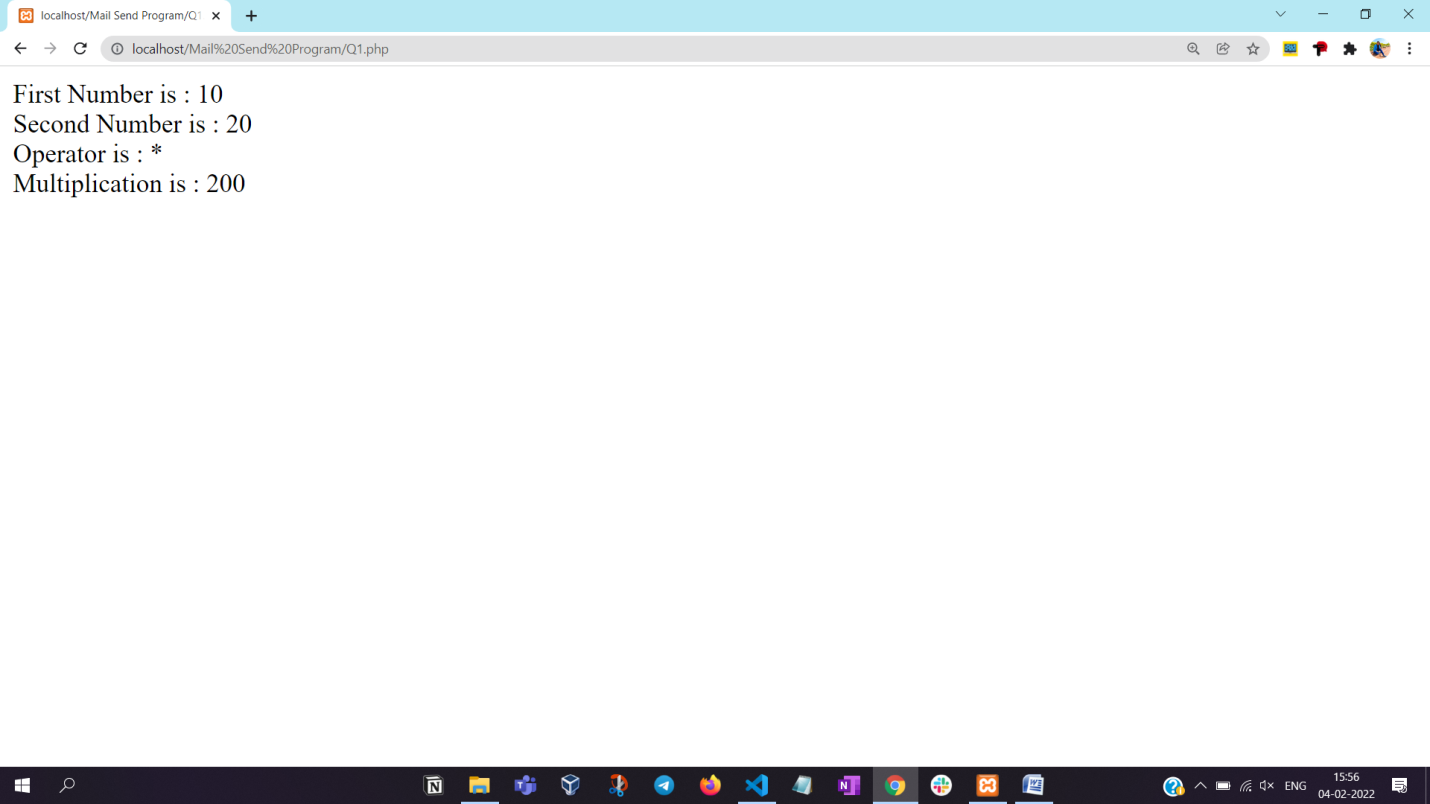 localhost/Mail Send Program/Q1
localhost/Mail%20Send%20Program/Q1.php
First Number is : 10
Second Number is : 20
Operator is : *
Multiplication is : 200
ENG
15:56
04-02-2022